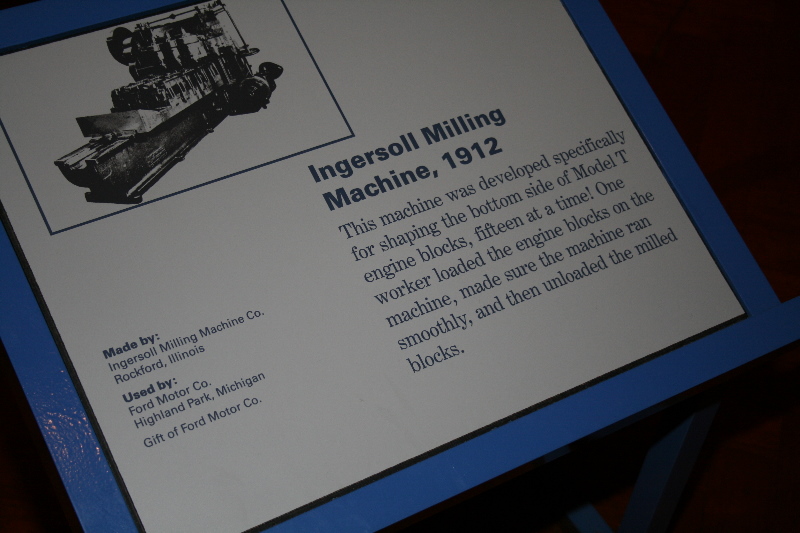 Ingersoll Milling
Machine, 1912
This machine was developed specifically
for shaping the bottom side of Model T
engine blocks, fifteen at a time! One
worker loaded the engine blocks on the
machine, made sure the machine ran
smoothly, and then unloaded the milled
blocks.
Made by:
Ingersoll Milling Machine Co.
Rockford, Illinois
Used by:
Ford Motor Co.
Highland Park, Michigan
Gift of Ford Motor Co.